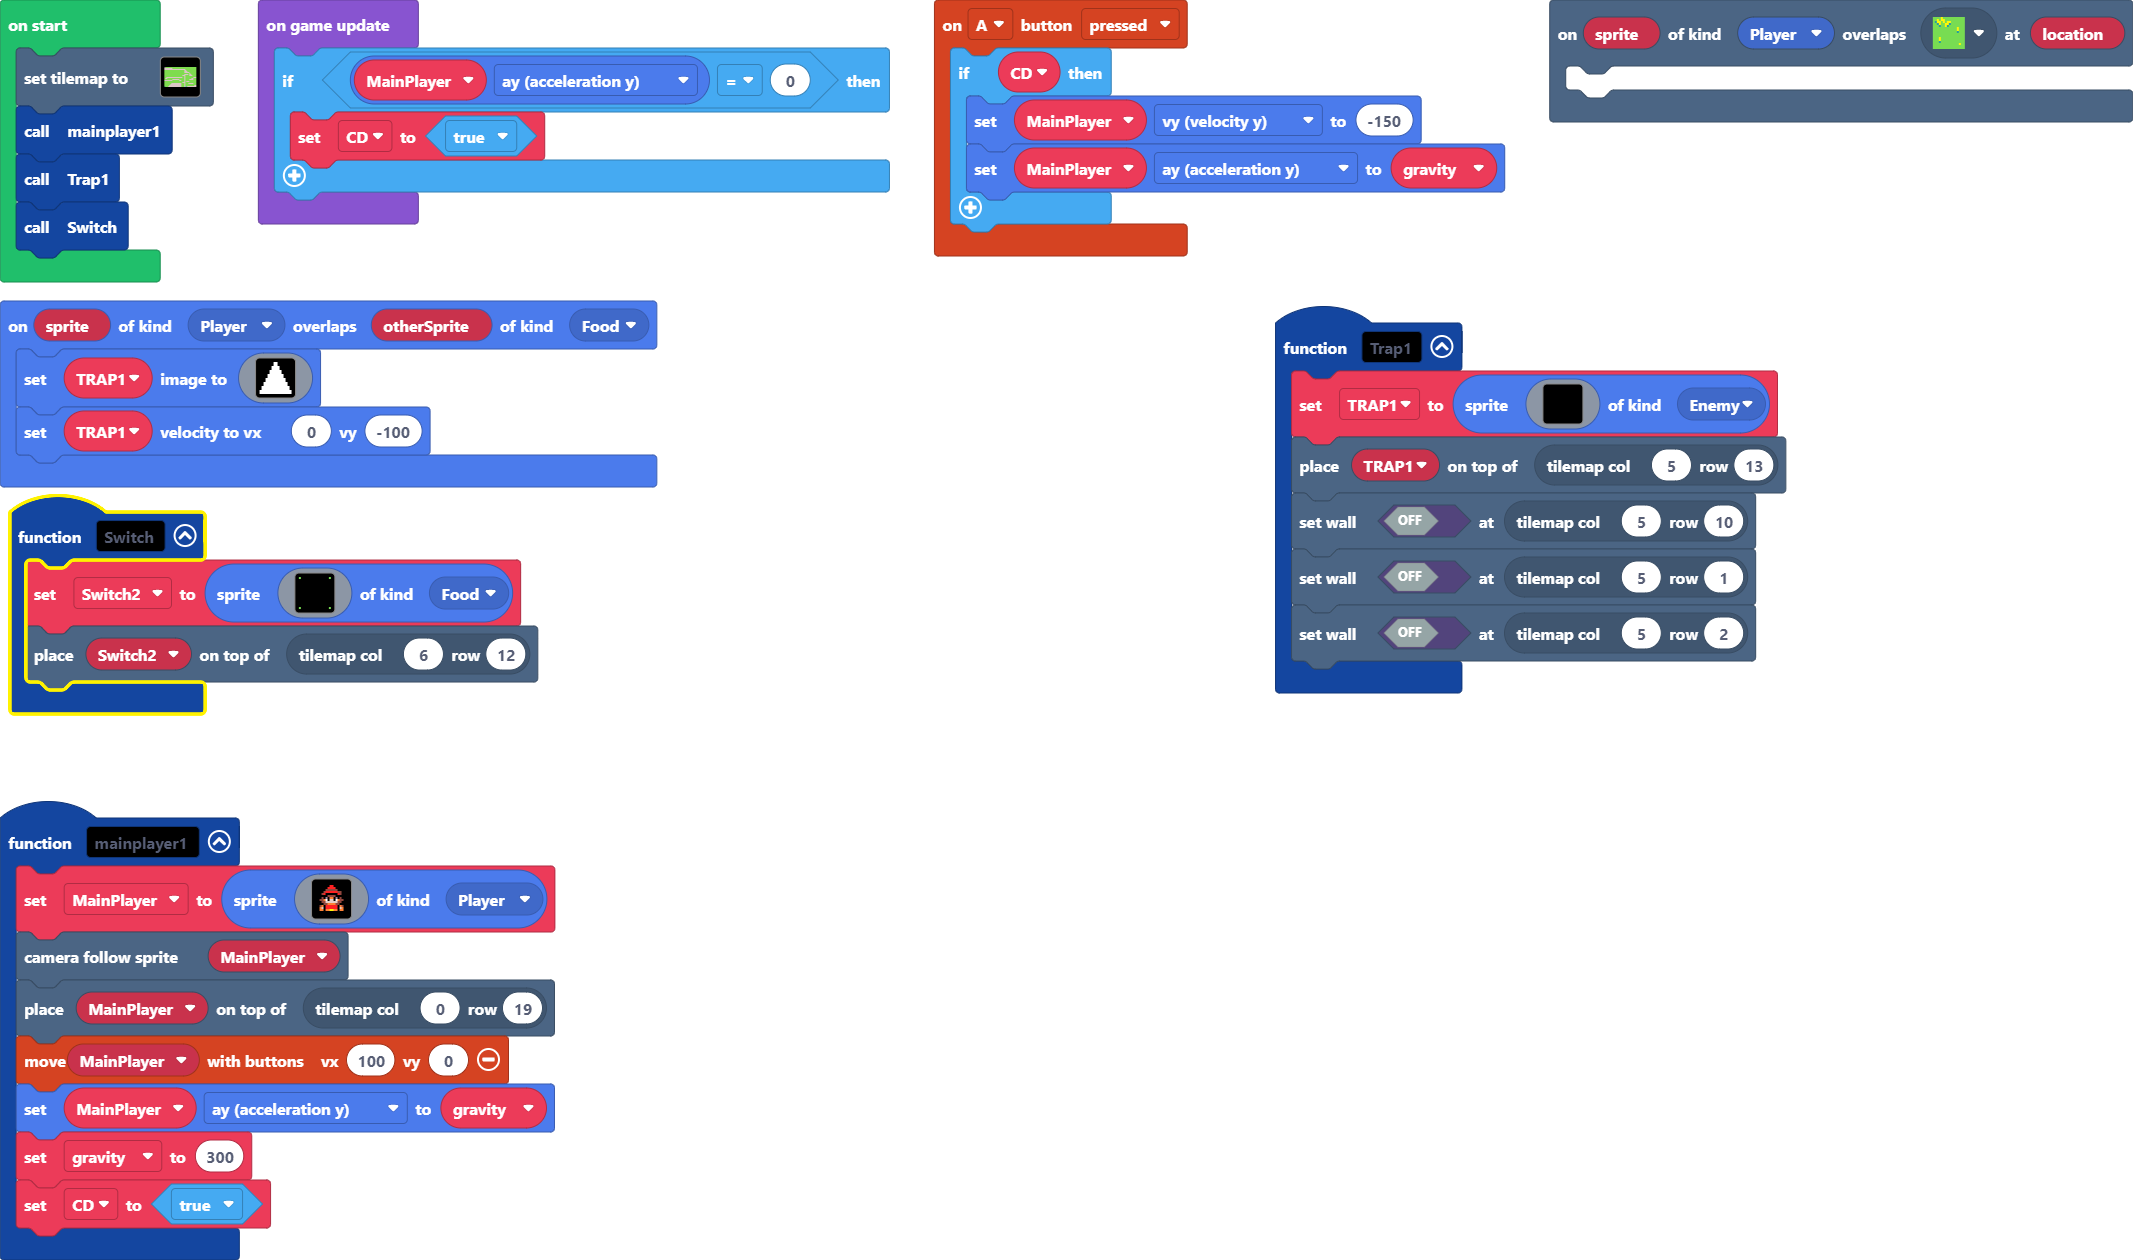 on start
set tilemap to
call mainplayer1
call Trap1
call Switch
on game update
if MainPlayer ay (acceleration y) = 0 then
set CD to true
on A button pressed
if CD then
set MainPlayer vy (velocity y) to -150
set MainPlayer ay (acceleration y) to gravity
on sprite of kind Player overlaps at location
on sprite of kind Player overlaps otherSprite of kind Food
set TRAP1 image to
set TRAP1 velocity to vx 0 vy -100
function Switch
set Switch2 to sprite of kind Food
place Switch2 on top of tilemap col 6 row 12
function Trap1
set TRAP1 to sprite of kind Enemy
place TRAP1 on top of tilemap col 5 row 13
set wall OFF at tilemap col 5 row 10
set wall OFF at tilemap col 5 row 1
set wall OFF at tilemap col 5 row 2
function mainplayer1
set MainPlayer to sprite of kind Player
camera follow sprite MainPlayer
place MainPlayer on top of tilemap col 0 row 19
move MainPlayer with buttons vx 100 vy 0
set MainPlayer ay (acceleration y) to gravity
set gravity to 300
set CD to true